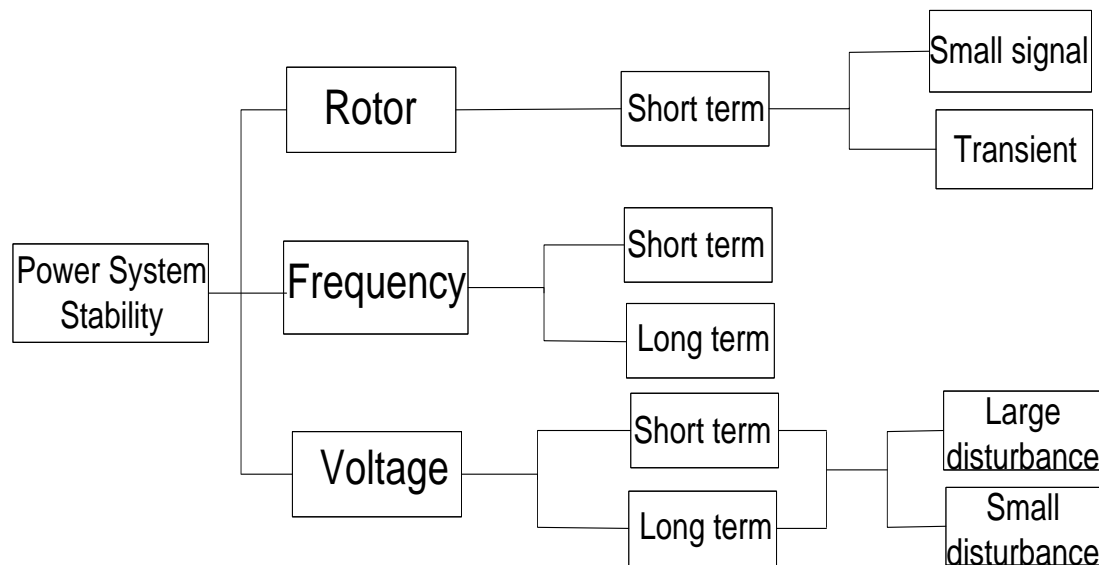 Small signal
Rotor
Short term
Transient
Power System
Stability
Frequency
Short term
Long term
Voltage
Short term
Long term
Large
disturbance
Small
disturbance